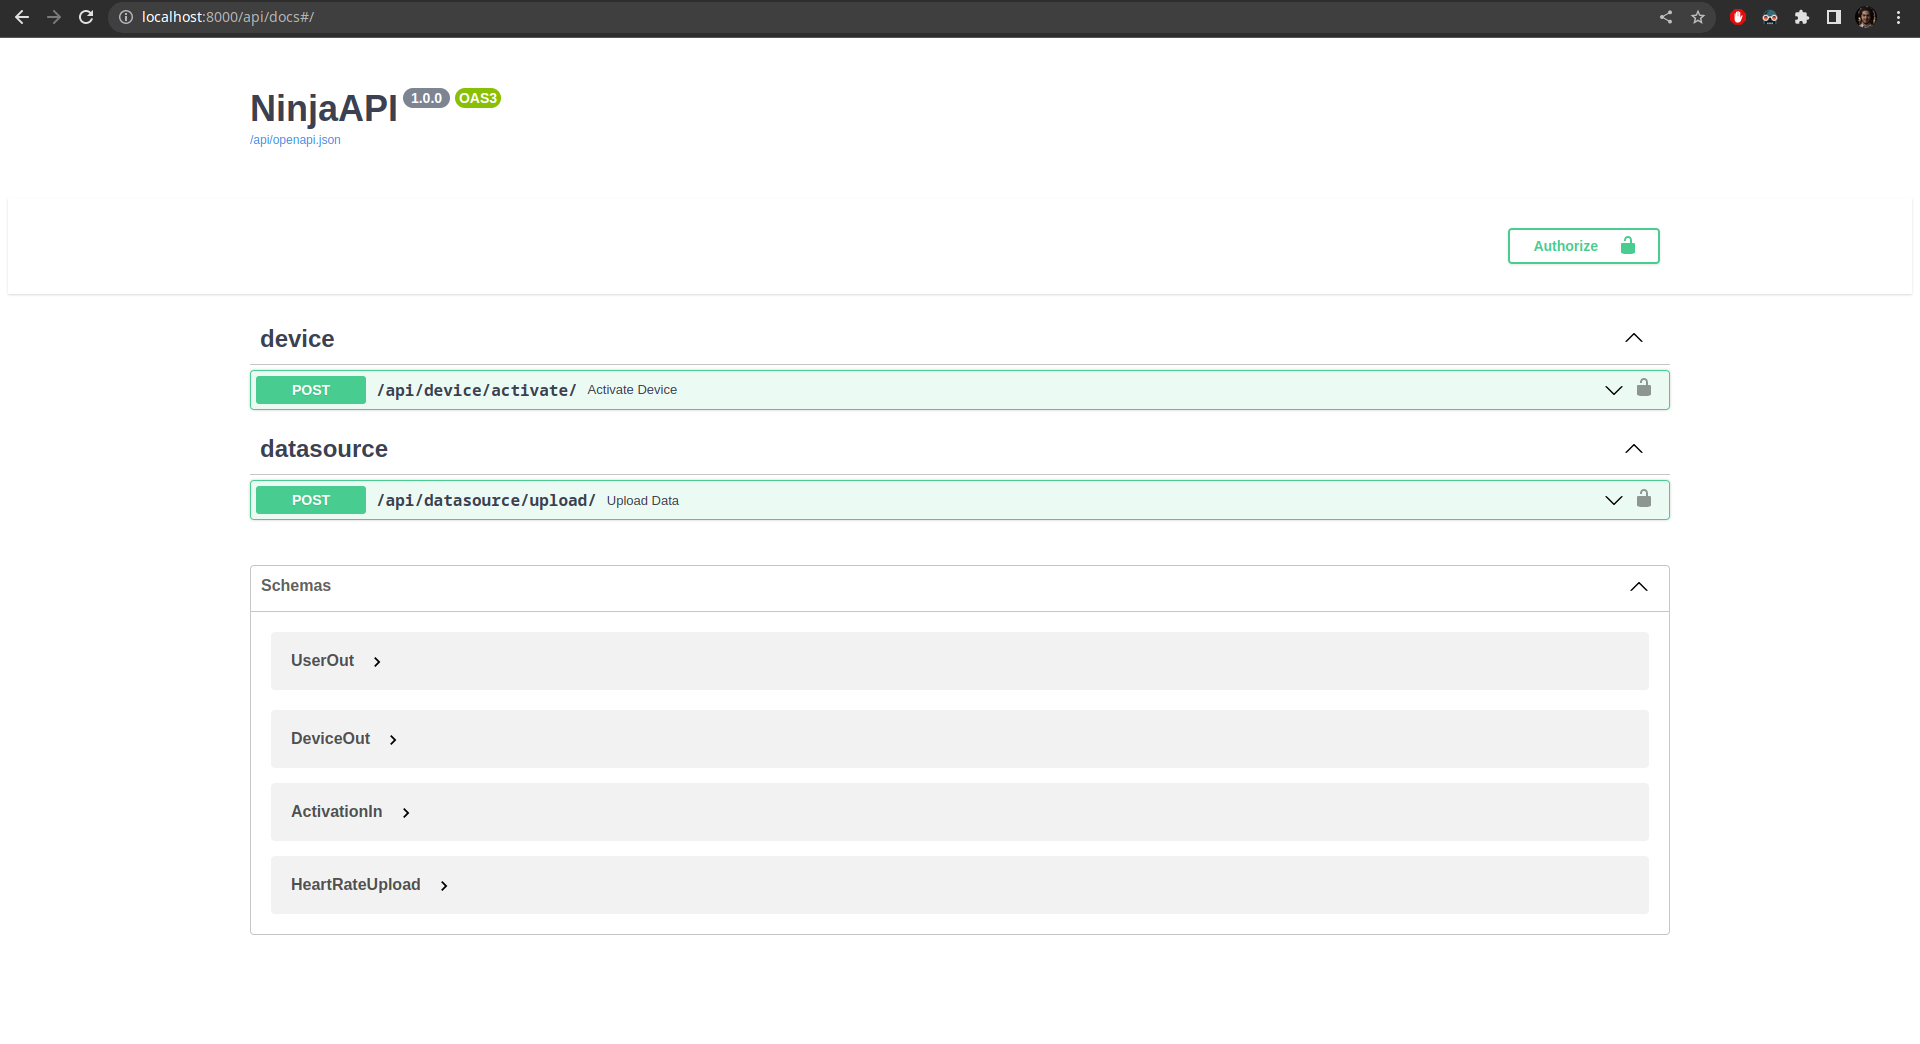 localhost:8000/api/docs#/
NinjaAPI 1.0.0 OAS3
/api/openapi.json
Authorize
device
POST /api/device/activate/ Activate Device
datasource
POST /api/datasource/upload/ Upload Data
Schemas
UserOut
DeviceOut
ActivationIn
HeartRateUpload